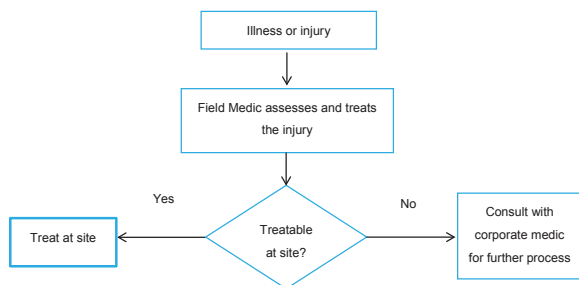 Illness or injury
Field Medic assesses and treats
the injury
Yes
No
Treat at site
Treatable
at site?
Consult with
corporate medic
for further process